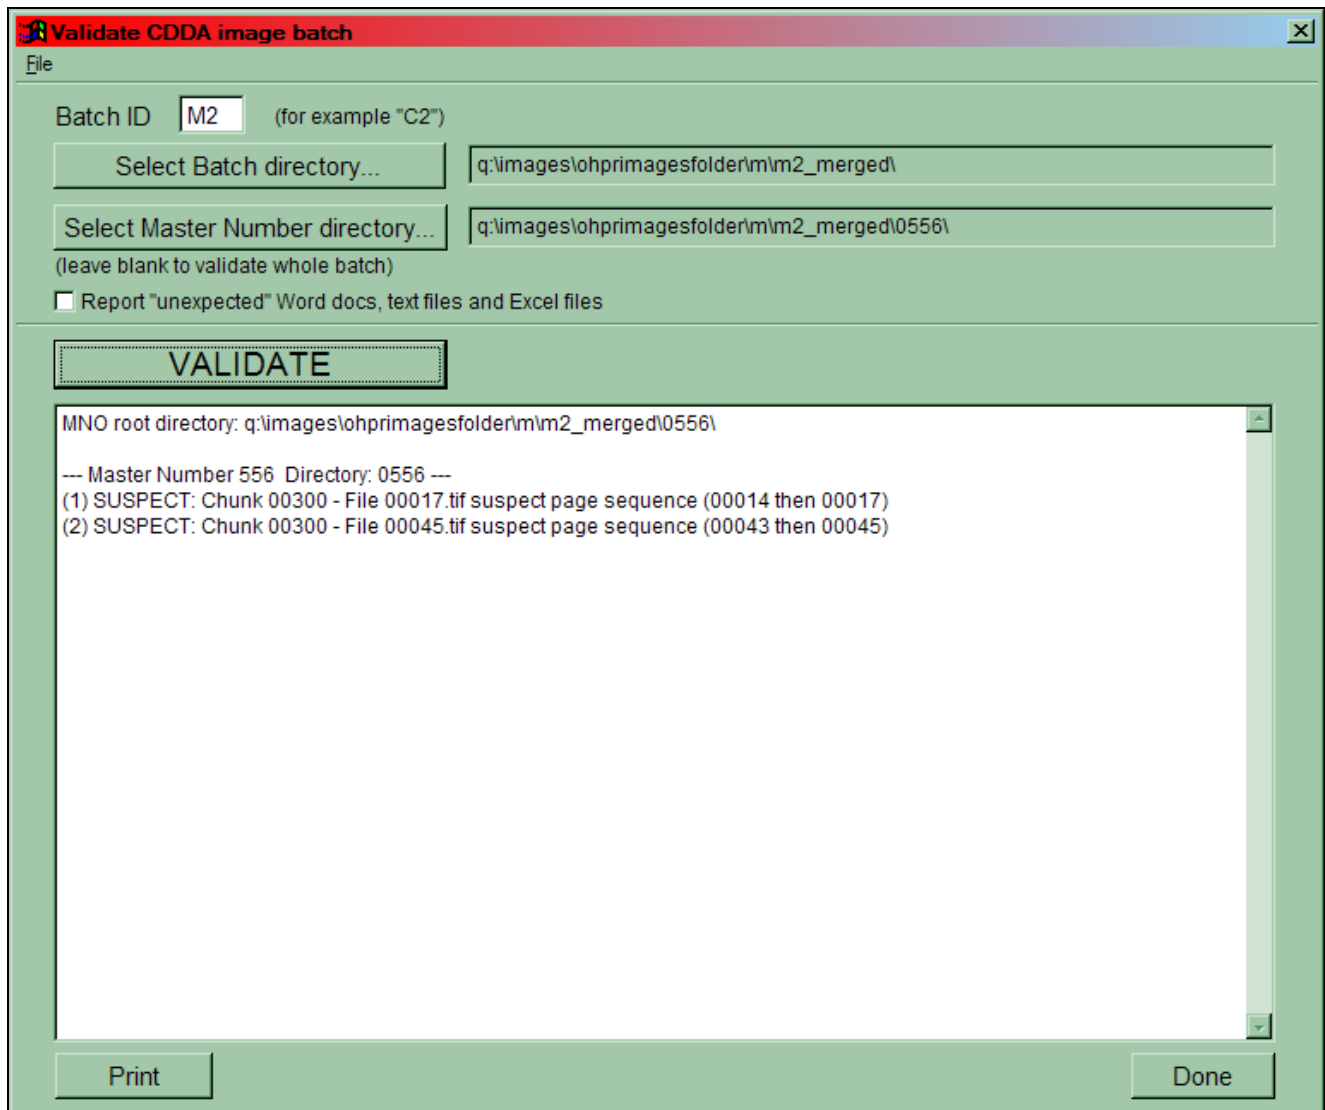 Validate CDDA image batch
File
Batch ID M2 (for example "C2")
Select Batch directory... q:\images\ohprimagesfolder\m\m2_merged\
Select Master Number directory... q:\images\ohprimagesfolder\m\m2_merged\0556\
(leave blank to validate whole batch)
Report "unexpected" Word docs, text files and Excel files
VALIDATE
MNO root directory: q:\images\ohprimagesfolder\m\m2_merged\0556\
--- Master Number 556  Directory: 0556 ---
(1) SUSPECT: Chunk 00300 - File 00017.tif suspect page sequence (00014 then 00017)
(2) SUSPECT: Chunk 00300 - File 00045.tif suspect page sequence (00043 then 00045)
Print Done